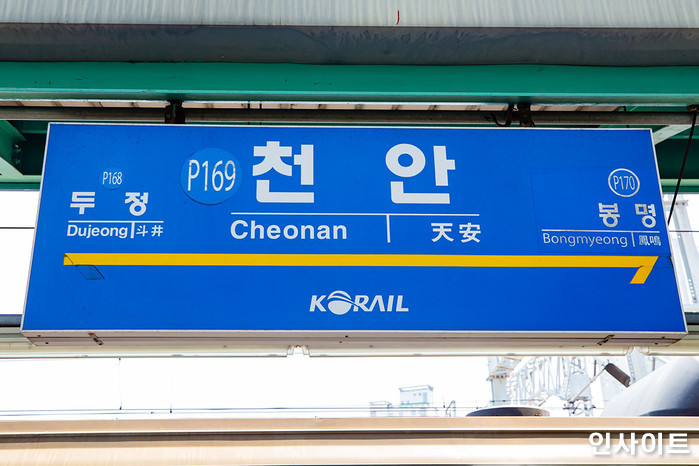 P168
두정
Dujeong 斗井
P169
천안
Cheonan 天安
P170
봉명
Bongmyeong 鳳鳴
KORAIL
인사이트